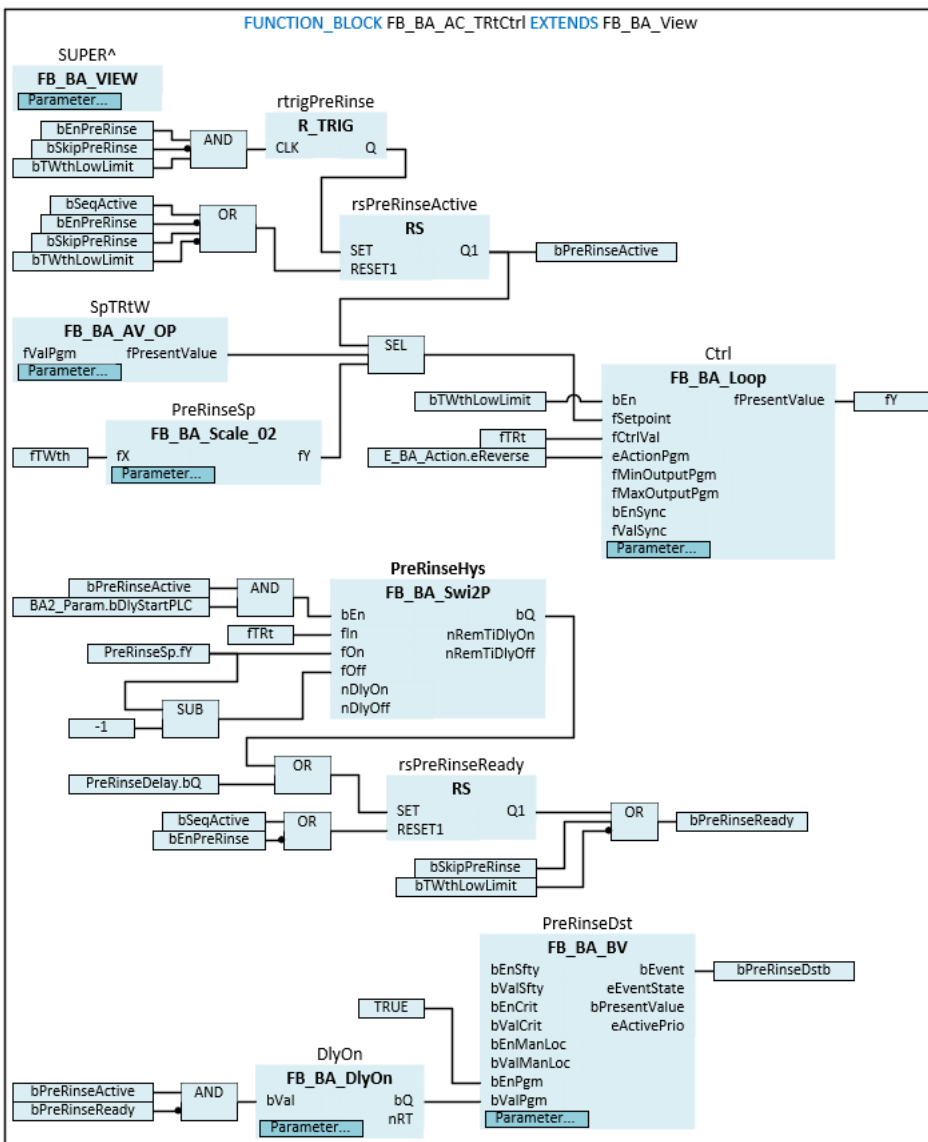 FUNCTION_BLOCK FB_BA_AC_TRtCtrl EXTENDS FB_BA_View
SUPER^
FB_BA_VIEW
Parameter...
rtrigPreRinse
R_TRIG
CLK Q
bEnPreRinse
bSkipPreRinse
bTWthLowLimit
AND
bSeqActive
bEnPreRinse
bSkipPreRinse
bTWthLowLimit
OR
rsPreRinseActive
RS
SET Q1
RESET1
bPreRinseActive
SpTRtW
FB_BA_AV_OP
fValPgm fPresentValue
Parameter...
SEL
PreRinseSp
FB_BA_Scale_02
fTWth
fX fY
Parameter...
Ctrl
FB_BA_Loop
bTWthLowLimit
bEn fPresentValue
fY
fSetpoint
fTRt
fCtrlVal
E_BA_Action.eReverse
eActionPgm
fMinOutputPgm
fMaxOutputPgm
bEnSync
fValSync
Parameter...
PreRinseHys
FB_BA_Swi2P
bPreRinseActive
BA2_Param.bDlyStartPLC
AND
bEn bQ
fTRt
fIn nRemTiDlyOn
PreRinseSp.fY
fOn nRemTiDlyOff
fOff
nDlyOn
nDlyOff
-1
SUB
OR
PreRinseDelay.bQ
rsPreRinseReady
RS
SET Q1
RESET1
bSeqActive
bEnPreRinse
OR
OR
bPreRinseReady
bSkipPreRinse
bTWthLowLimit
PreRinseDst
FB_BA_BV
bEnSfty bEvent
bPreRinseDstb
bValSfty eEventState
bEnCrit bPresentValue
bValCrit eActivePrio
bEnManLoc
bValManLoc
bEnPgm
bValPgm
Parameter...
TRUE
DlyOn
FB_BA_DlyOn
bPreRinseActive
bPreRinseReady
AND
bVal bQ
nRT
Parameter...